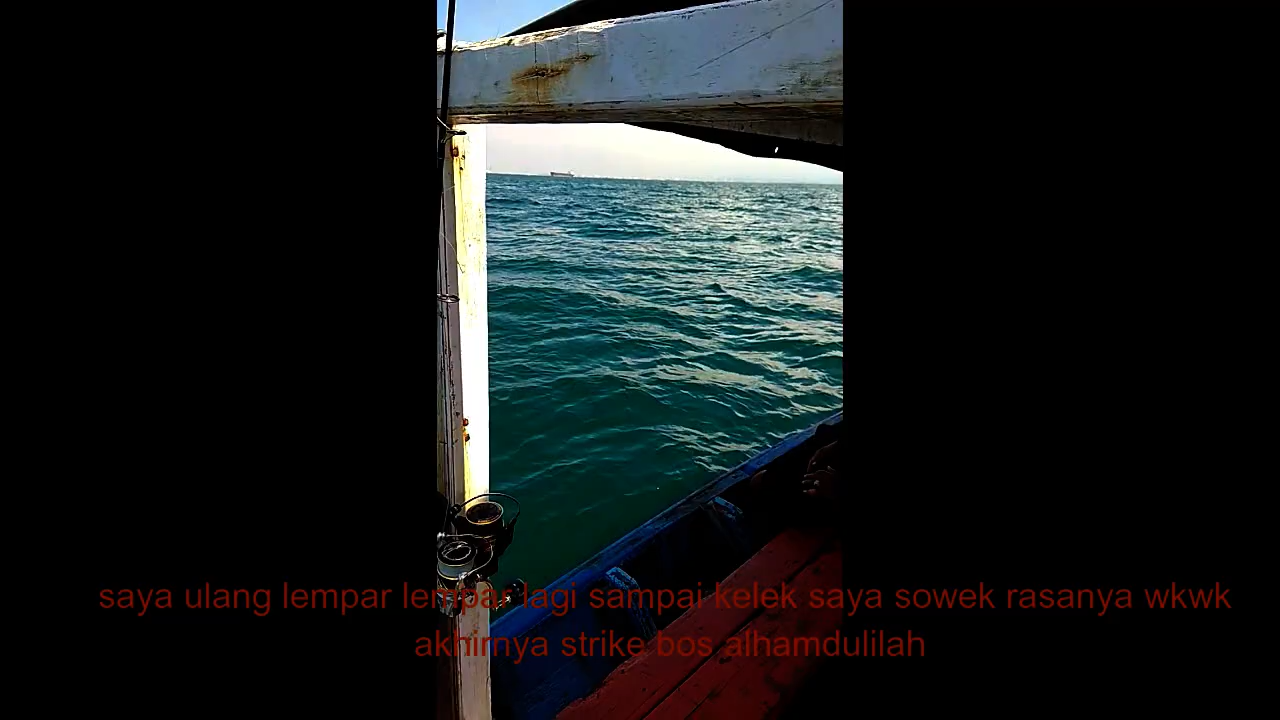 saya ulang lempar lempar lagi sampai kelek saya sowek rasanya wkwk
akhirnya strike bos alhamdulilah